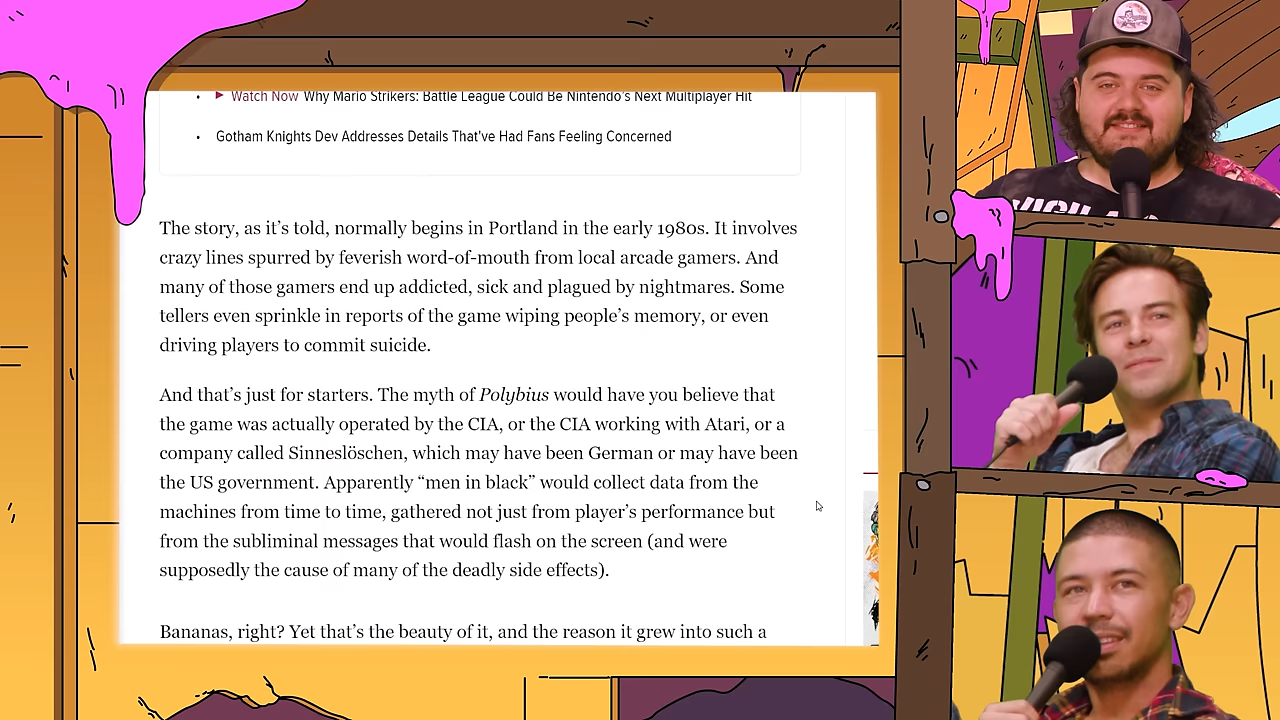 • ▶ Watch Now Why Mario Strikers: Battle League Could Be Nintendo's Next Multiplayer Hit
• Gotham Knights Dev Addresses Details That've Had Fans Feeling Concerned
The story, as it’s told, normally begins in Portland in the early 1980s. It involves
crazy lines spurred by feverish word-of-mouth from local arcade gamers. And
many of those gamers end up addicted, sick and plagued by nightmares. Some
tellers even sprinkle in reports of the game wiping people’s memory, or even
driving players to commit suicide.
And that’s just for starters. The myth of Polybius would have you believe that
the game was actually operated by the CIA, or the CIA working with Atari, or a
company called Sinneslöschen, which may have been German or may have been
the US government. Apparently “men in black” would collect data from the
machines from time to time, gathered not just from player’s performance but
from the subliminal messages that would flash on the screen (and were
supposedly the cause of many of the deadly side effects).
Bananas, right? Yet that’s the beauty of it, and the reason it grew into such a